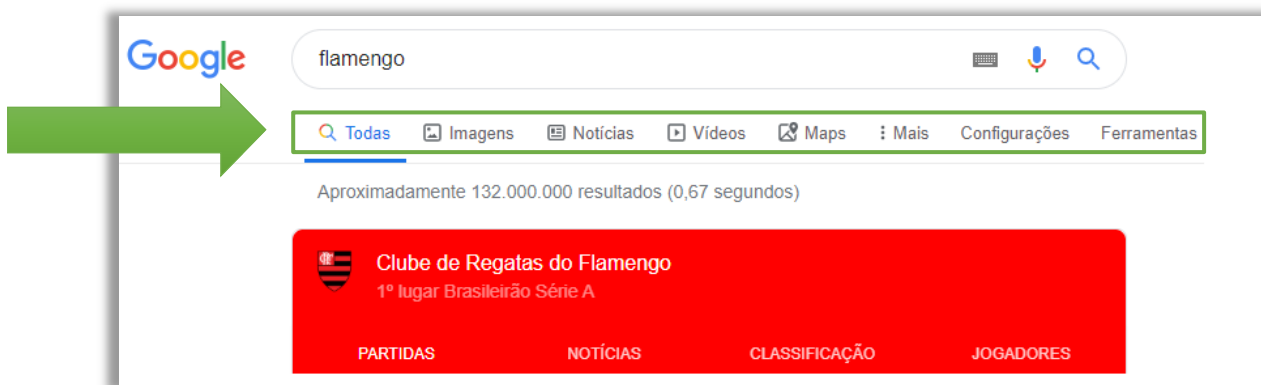 Google flamengo
Todas Imagens Notícias Vídeos Maps Mais Configurações Ferramentas
Aproximadamente 132.000.000 resultados (0,67 segundos)
Clube de Regatas do Flamengo
1º lugar Brasileirão Série A
PARTIDAS NOTÍCIAS CLASSIFICAÇÃO JOGADORES